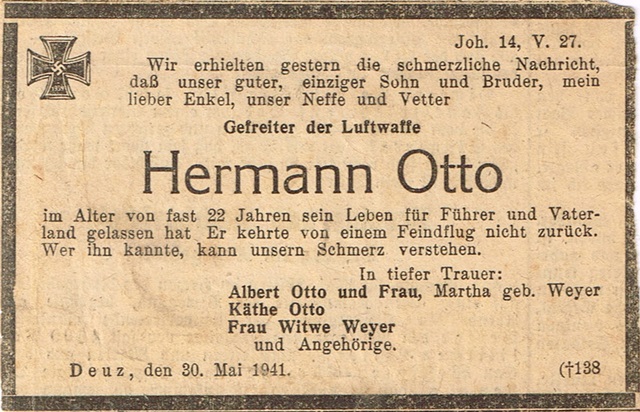 Joh. 14, V. 27.
Wir erhielten gestern die schmerzliche Nachricht,
daß unser guter, einziger Sohn und Bruder, mein
lieber Enkel, unser Neffe und Vetter
Gefreiter der Luftwaffe
Hermann Otto
im Alter von fast 22 Jahren sein Leben für Führer und Vater-
land gelassen hat Er kehrte von einem Feindflug nicht zurück.
Wer ihn kannte, kann unsern Schmerz verstehen.
In tiefer Trauer:
Albert Otto und Frau, Martha geb. Weyer
Käthe Otto
Frau Witwe Weyer
und Angehörige.
Deuz, den 30. Mai 1941.
(†138